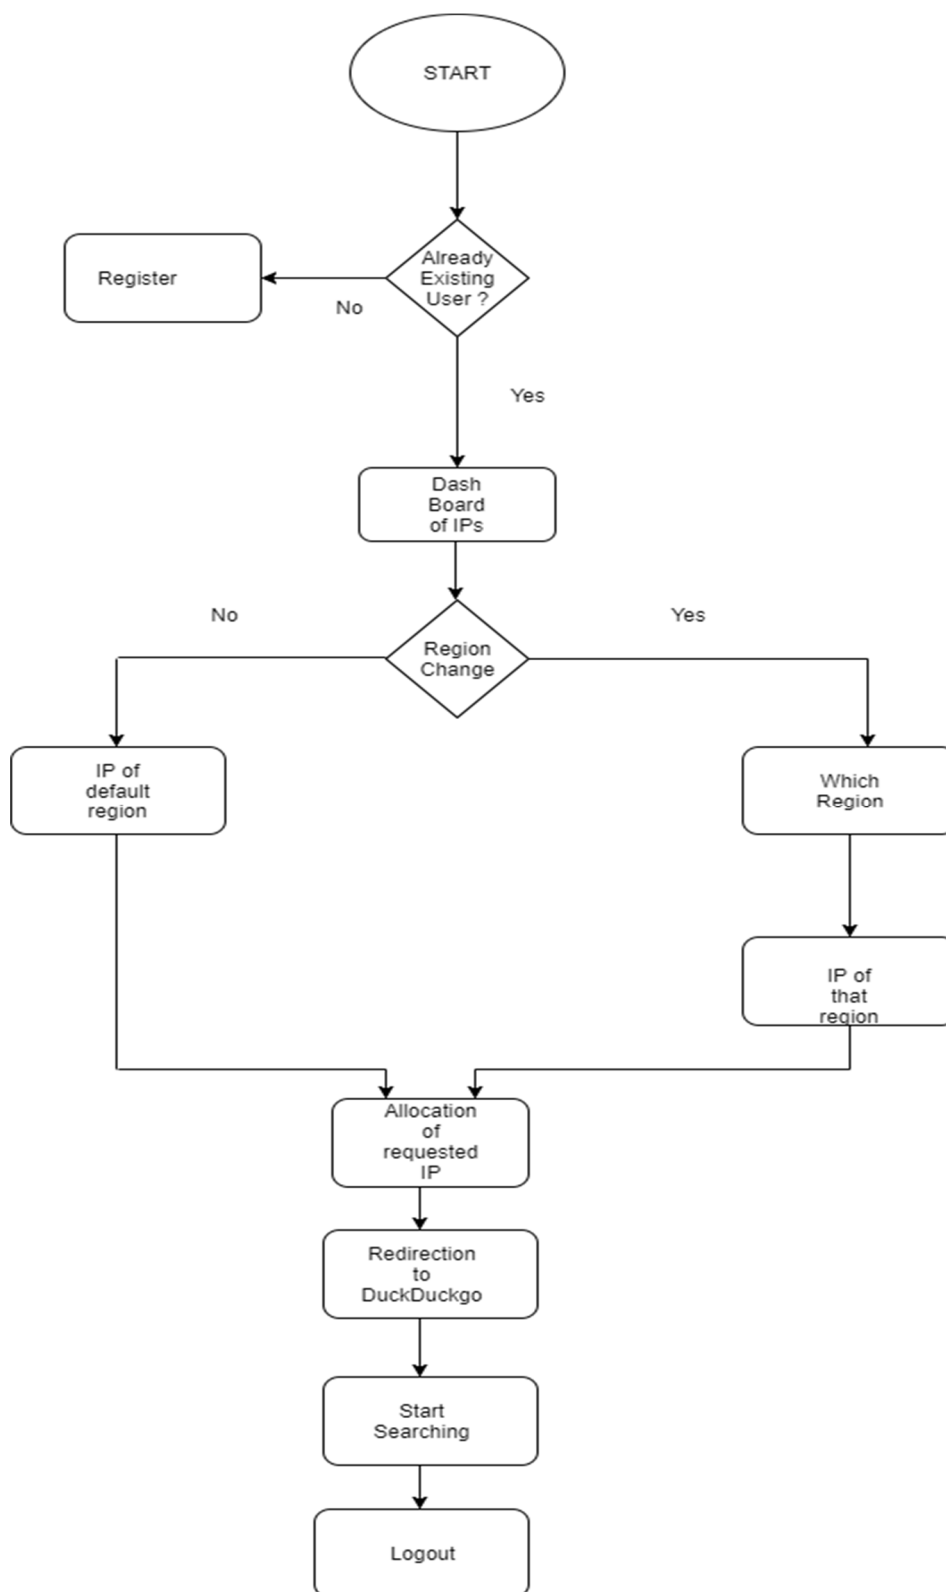 START
Already
Existing
User ?
Register
No
Yes
Dash
Board
of IPs
No
Yes
Region
Change
IP of
default
region
Which
Region
IP of
that
region
Allocation
of
requested
IP
Redirection
to
DuckDuckgo
Start
Searching
Logout